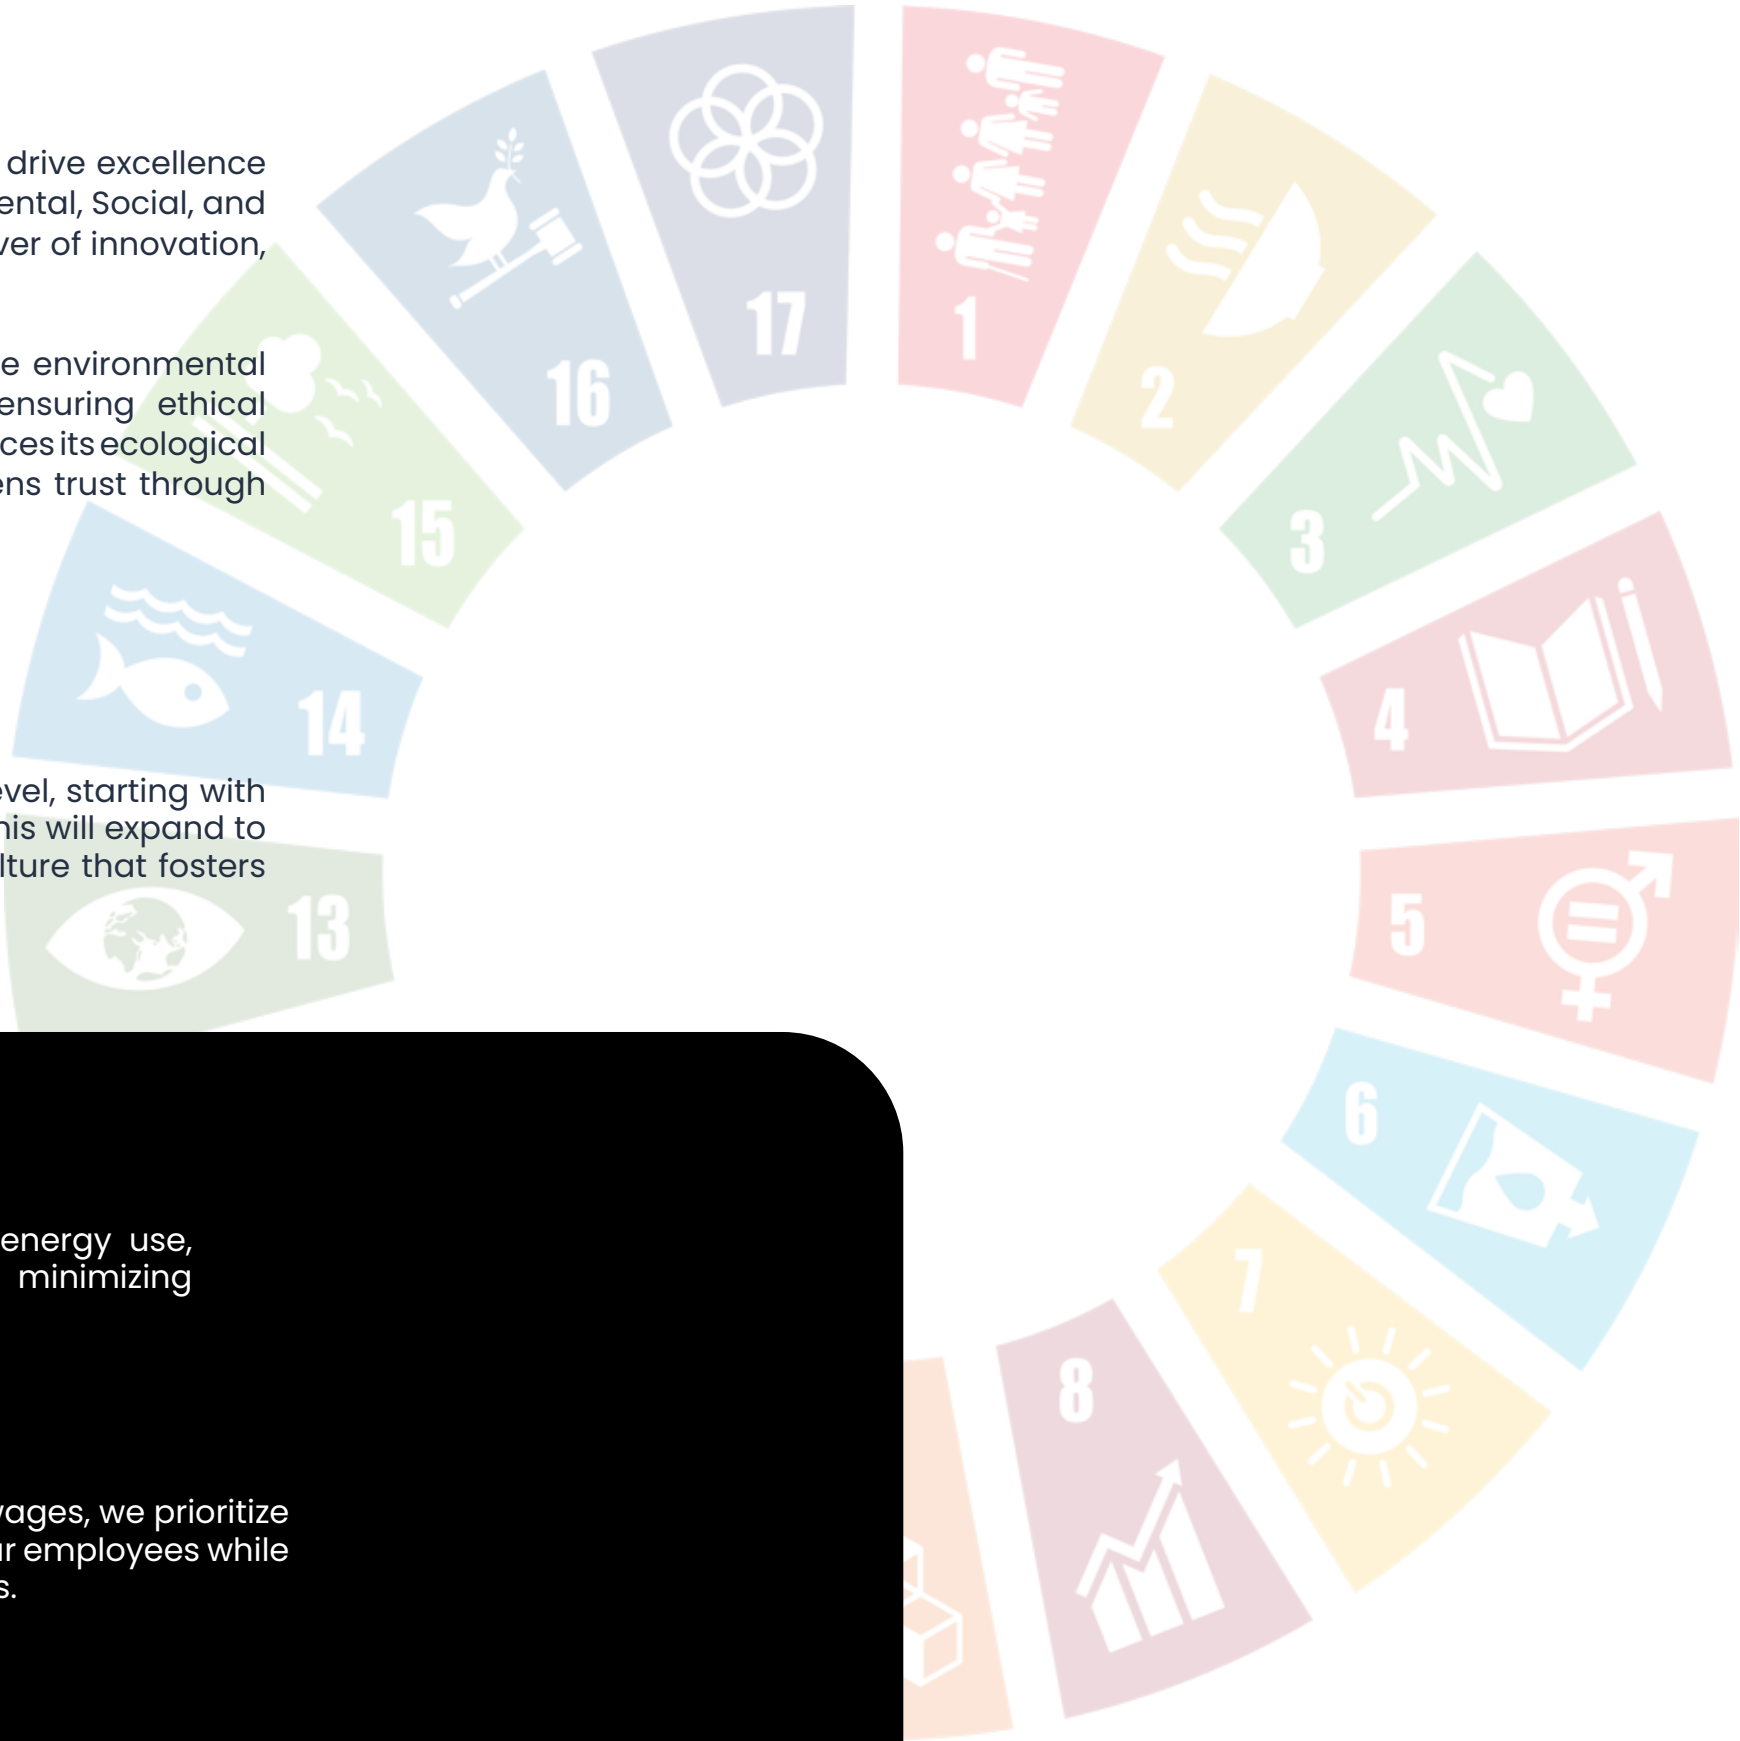 drive excellence
ental, Social, and
ver of innovation,
e environmental
ensuring ethical
ces its ecological
ens trust through
evel, starting with
his will expand to
lture that fosters
energy use,
minimizing
vages, we prioritize
ur employees while
s.
17
1
16
2
15
3
14
4
13
5
6
7
8